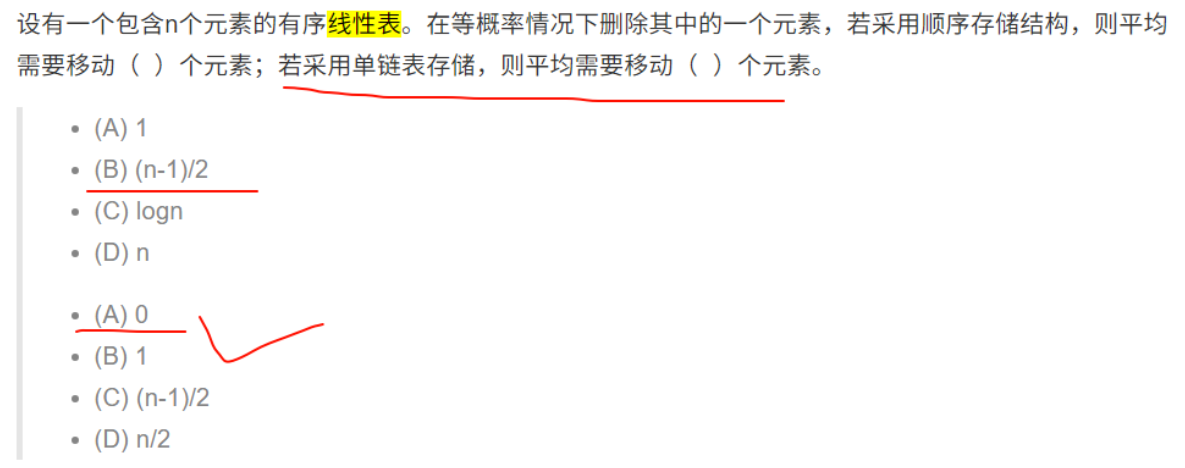 设有一个包含n个元素的有序线性表。在等概率情况下删除其中的一个元素，若采用顺序存储结构，则平均
需要移动（ ）个元素；若采用单链表存储，则平均需要移动（ ）个元素。
(A) 1
(B) (n-1)/2
(C) logn
(D) n
(A) 0
(B) 1
(C) (n-1)/2
(D) n/2